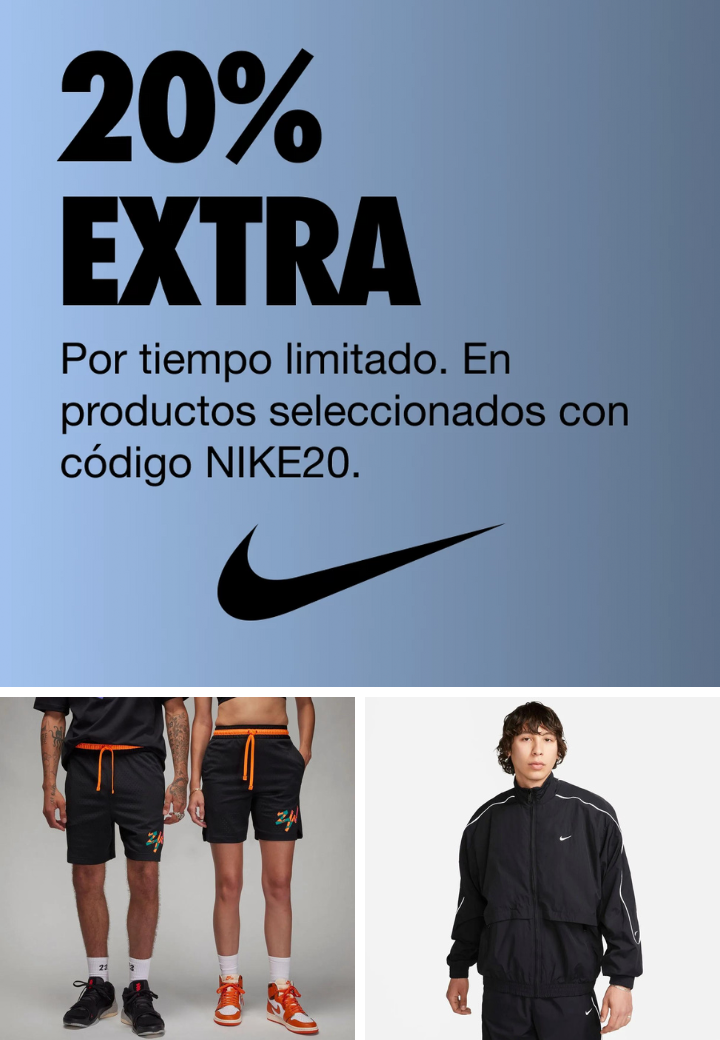 20%
EXTRA
Por tiempo limitado. En
productos seleccionados con
código NIKE20.